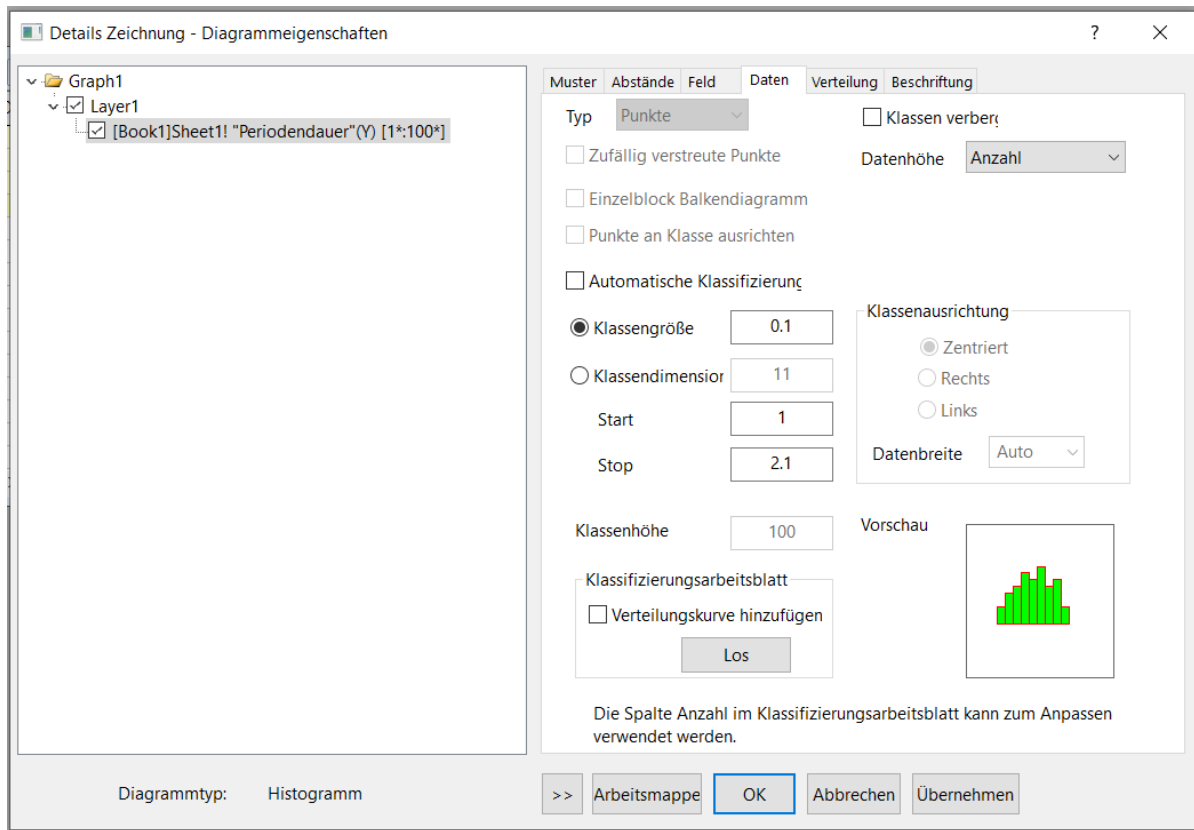 Details Zeichnung - Diagrammeigenschaften
?
Graph1
Layer1
[Book1]Sheet1! "Periodendauer"(Y) [1*:100*]
Muster Abstände Feld Daten Verteilung Beschriftung
Typ Punkte
Klassen verberg
Zufällig verstreute Punkte
Datenhöhe Anzahl
Einzelblock Balkendiagramm
Punkte an Klasse ausrichten
Automatische Klassifizierung
Klassengröße 0.1
Klassendimension 11
Start 1
Stop 2.1
Klassenausrichtung
Zentriert
Rechts
Links
Datenbreite Auto
Klassenhöhe 100
Vorschau
Klassifizierungsarbeitsblatt
Verteilungskurve hinzufügen
Los
Die Spalte Anzahl im Klassifizierungsarbeitsblatt kann zum Anpassen
verwendet werden.
Diagrammtyp: Histogramm
>> Arbeitsmappe OK Abbrechen Übernehmen